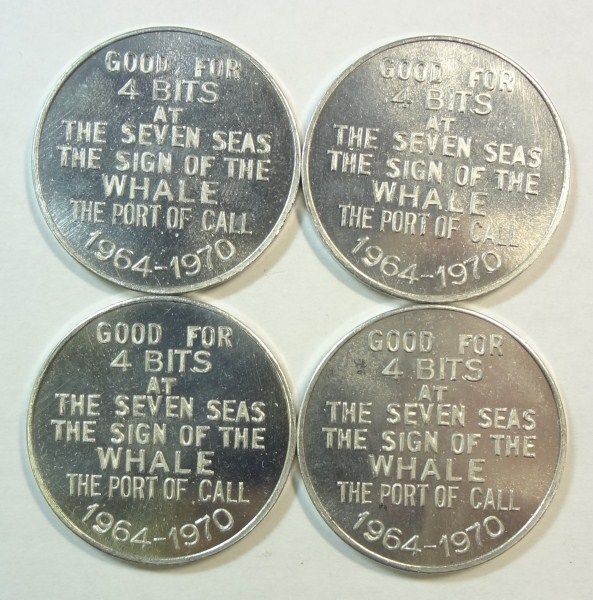 GOOD FOR
4 BITS
AT
THE SEVEN SEAS
THE SIGN OF THE
WHALE
THE PORT OF CALL
1964-1970
GOOD FOR
4 BITS
AT
THE SEVEN SEAS
THE SIGN OF THE
WHALE
THE PORT OF CALL
1964-1970
GOOD FOR
4 BITS
AT
THE SEVEN SEAS
THE SIGN OF THE
WHALE
THE PORT OF CALL
1964-1970
GOOD FOR
4 BITS
AT
THE SEVEN SEAS
THE SIGN OF THE
WHALE
THE PORT OF CALL
1964-1970